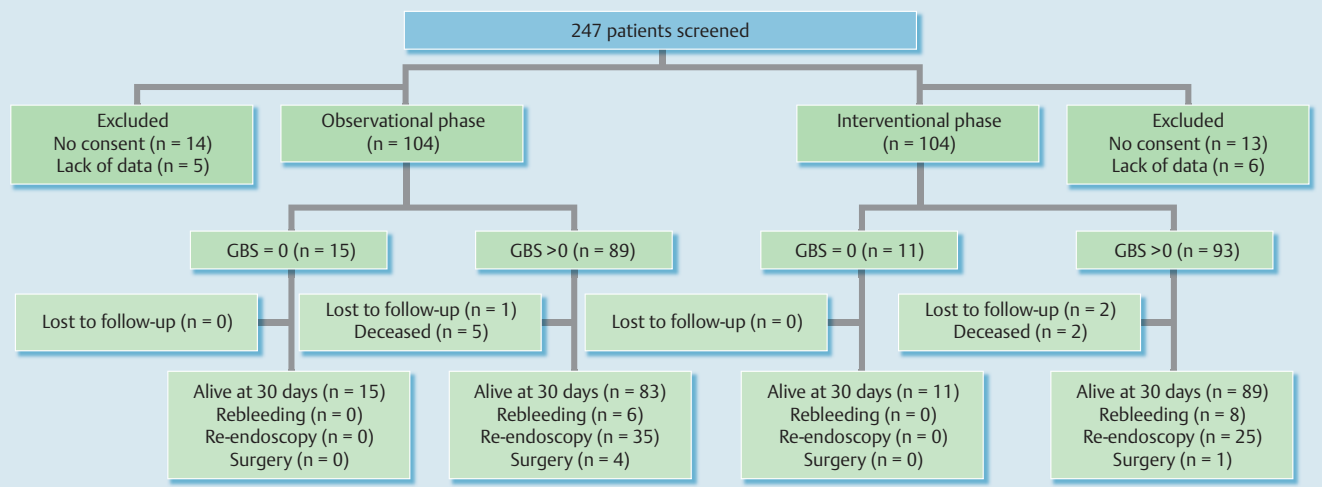 247 patients screened
Excluded
No consent (n = 14)
Lack of data (n = 5)
Observational phase
(n = 104)
Interventional phase
(n = 104)
Excluded
No consent (n = 13)
Lack of data (n = 6)
GBS = 0 (n = 15)
GBS >0 (n = 89)
GBS = 0 (n = 11)
GBS >0 (n = 93)
Lost to follow-up (n = 0)
Lost to follow-up (n = 1)
Deceased (n = 5)
Lost to follow-up (n = 0)
Lost to follow-up (n = 2)
Deceased (n = 2)
Alive at 30 days (n = 15)
Rebleeding (n = 0)
Re-endoscopy (n = 0)
Surgery (n = 0)
Alive at 30 days (n = 83)
Rebleeding (n = 6)
Re-endoscopy (n = 35)
Surgery (n = 4)
Alive at 30 days (n = 11)
Rebleeding (n = 0)
Re-endoscopy (n = 0)
Surgery (n = 0)
Alive at 30 days (n = 89)
Rebleeding (n = 8)
Re-endoscopy (n = 25)
Surgery (n = 1)